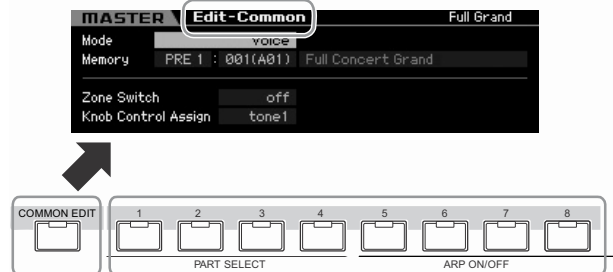 MASTER Edit-Common Full Grand
Mode voice
Memory PRE 1 : 001(A01) Full Concert Grand
Zone Switch off
Knob Control Assign tone1
COMMON EDIT 1 2 3 4 5 6 7 8
PART SELECT ARP ON/OFF